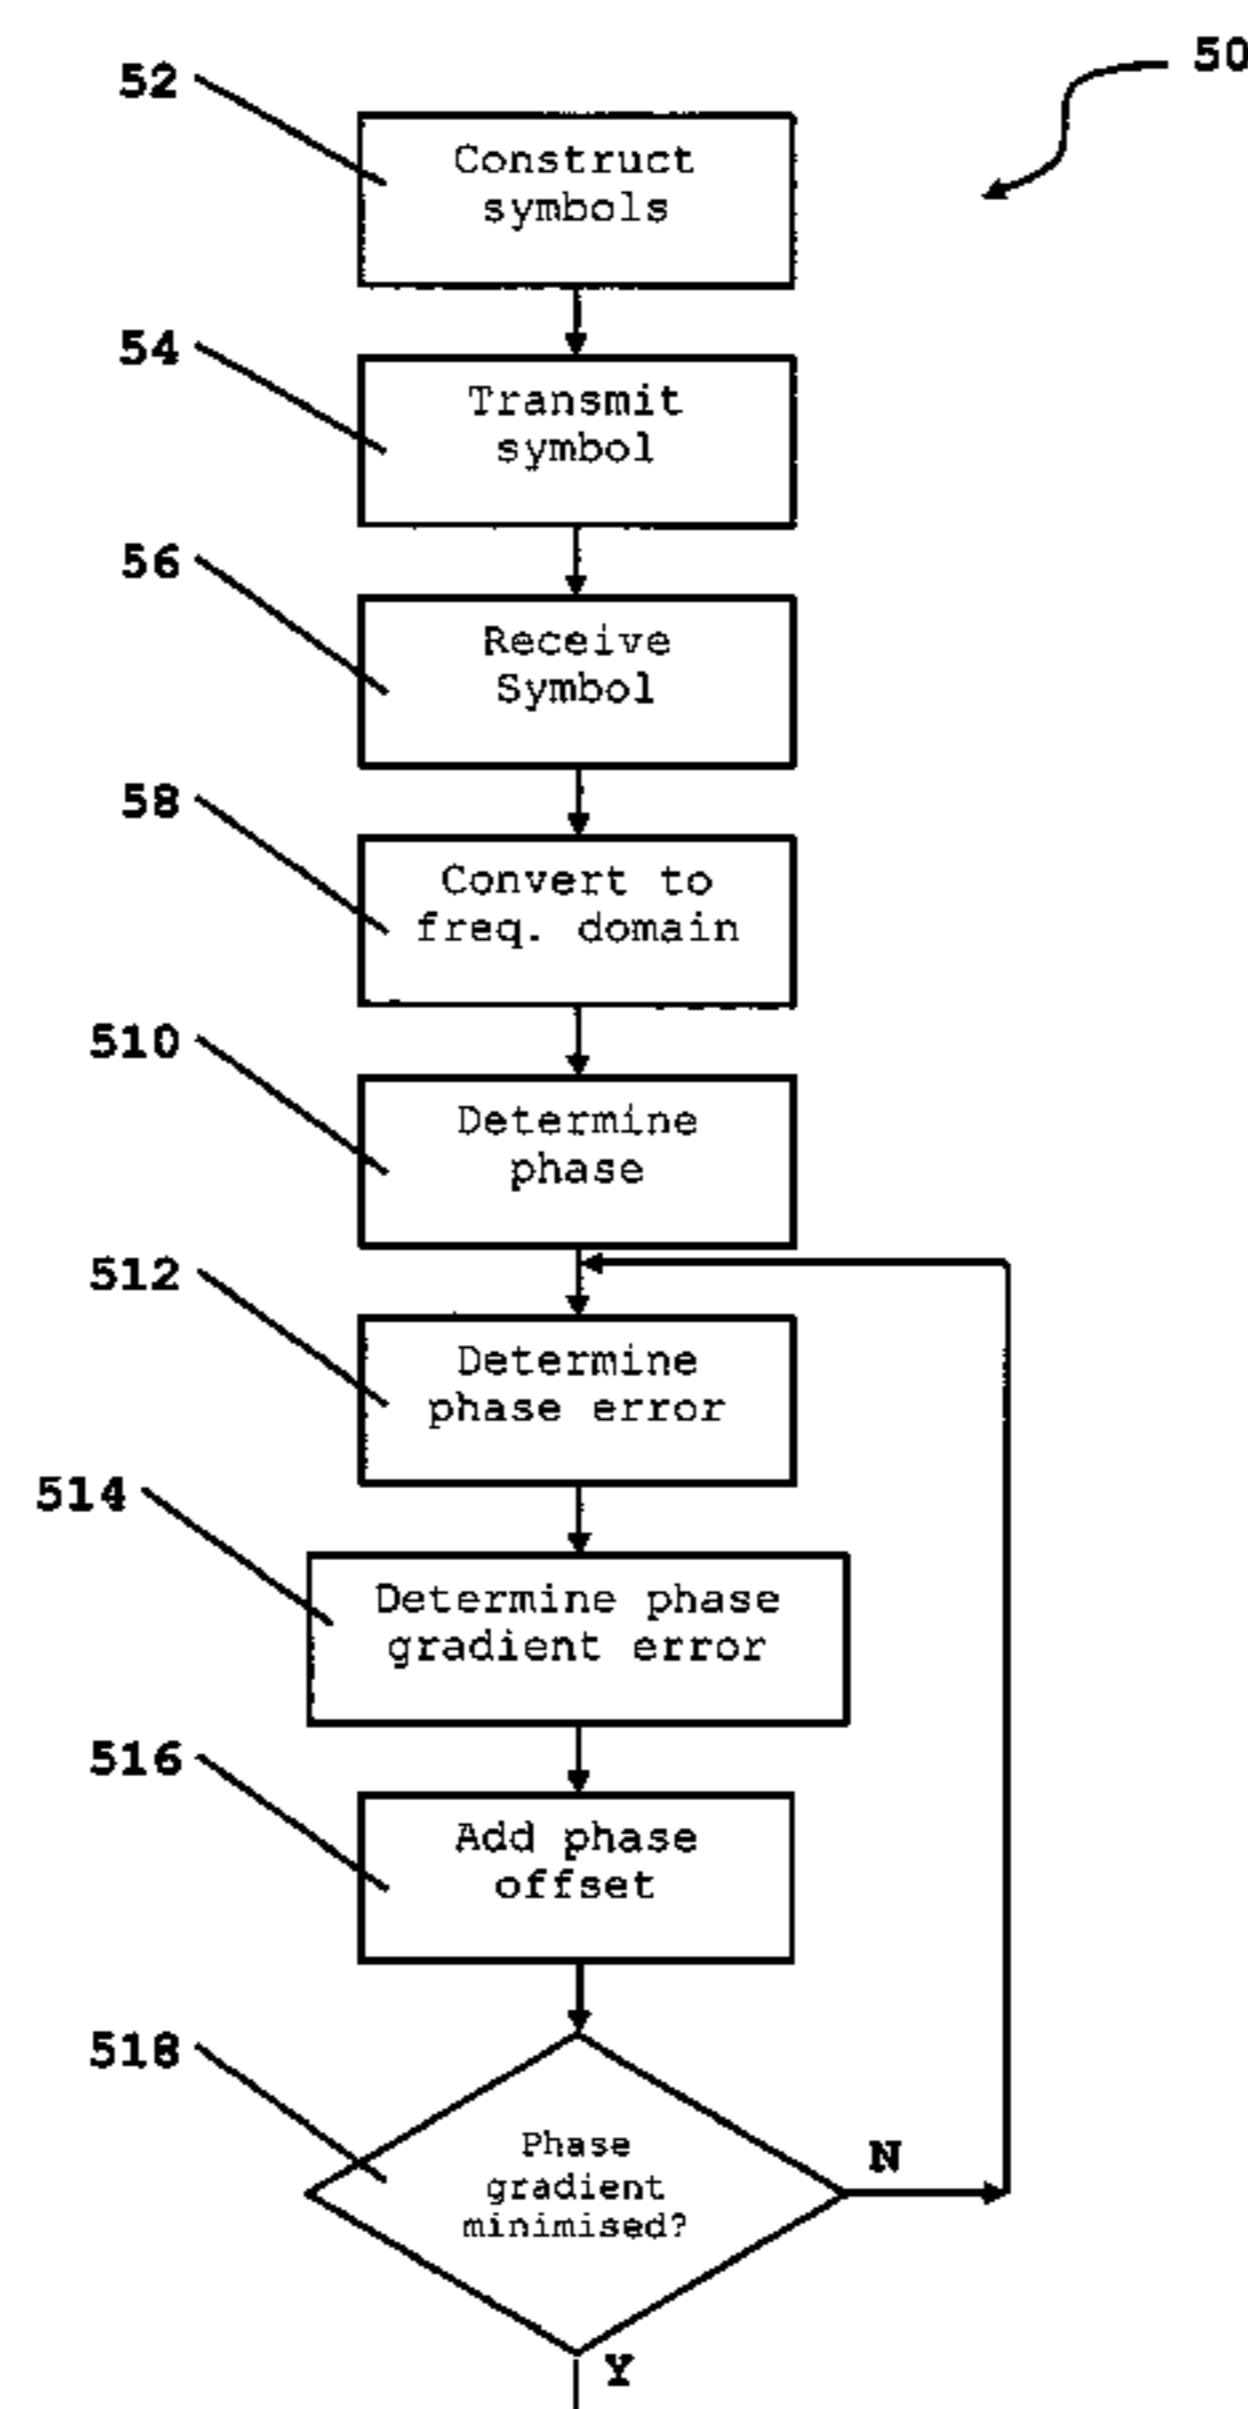 50
52
Construct
symbols
54
Transmit
symbol
56
Receive
Symbol
58
Convert to
freq. domain
510
Determine
phase
512
Determine
phase error
514
Determine phase
gradient error
516
Add phase
offset
518
Phase
gradient
minimised?
N
Y